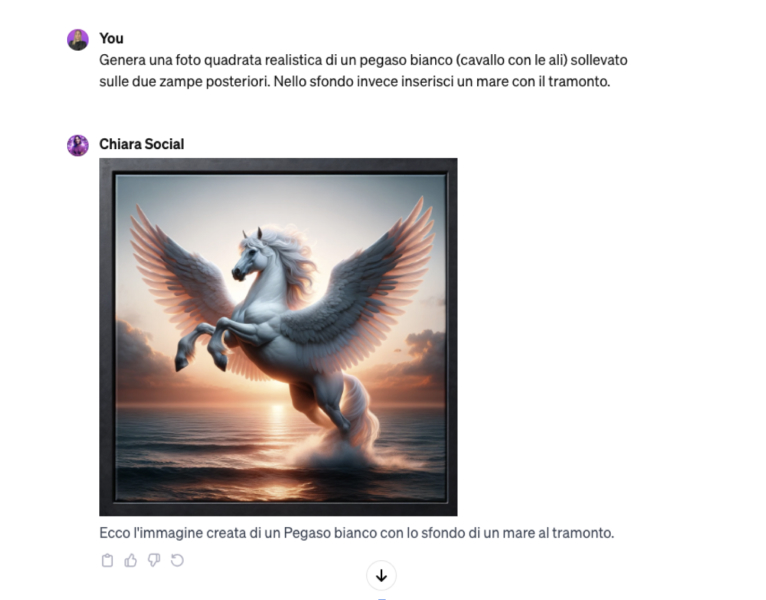 You
Genera una foto quadrata realistica di un pegaso bianco (cavallo con le ali) sollevato
sulle due zampe posteriori. Nello sfondo invece inserisci un mare con il tramonto.
Chiara Social
Ecco l'immagine creata di un Pegaso bianco con lo sfondo di un mare al tramonto.